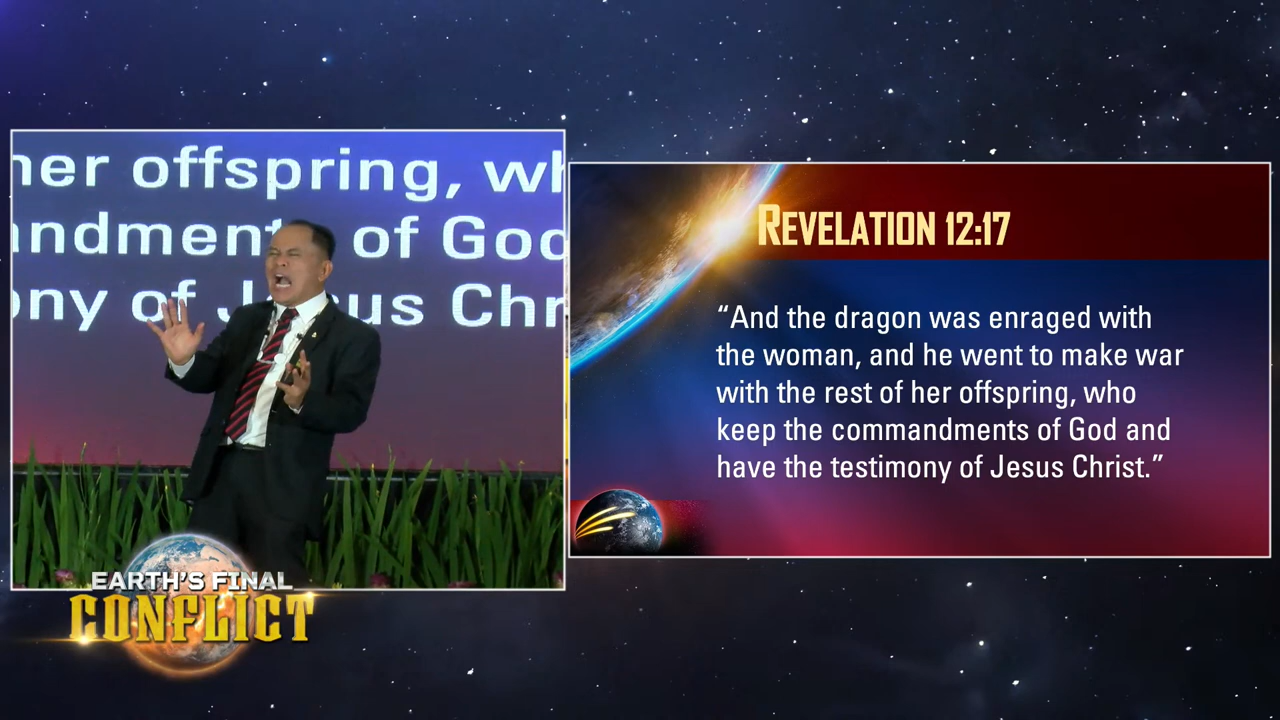 her offspring, wh
andments of God
ony of Jesus Chr
REVELATION 12:17
“And the dragon was enraged with
the woman, and he went to make war
with the rest of her offspring, who
keep the commandments of God and
have the testimony of Jesus Christ.”
EARTH'S FINAL
CONFLICT